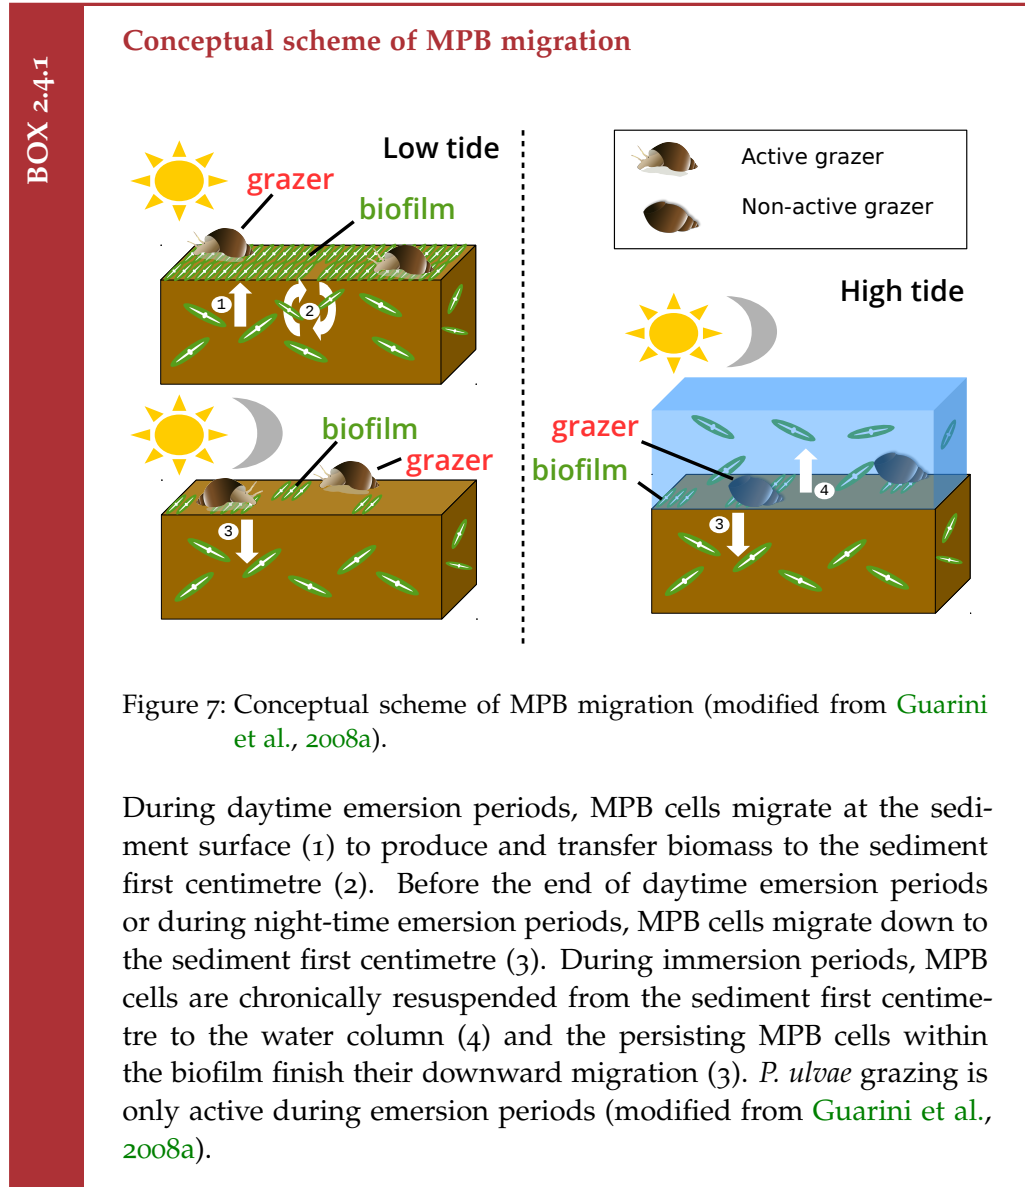 BOX 2.4.1
Conceptual scheme of MPB migration
Low tide
grazer
biofilm
1
2
biofilm
grazer
3
Active grazer
Non-active grazer
High tide
grazer
biofilm
4
3
Figure 7: Conceptual scheme of MPB migration (modified from Guarini
et al., 2008a).
During daytime emersion periods, MPB cells migrate at the sedi-
ment surface (1) to produce and transfer biomass to the sediment
first centimetre (2). Before the end of daytime emersion periods
or during night-time emersion periods, MPB cells migrate down to
the sediment first centimetre (3). During immersion periods, MPB
cells are chronically resuspended from the sediment first centime-
tre to the water column (4) and the persisting MPB cells within
the biofilm finish their downward migration (3). P. ulvae grazing is
only active during emersion periods (modified from Guarini et al.,
2008a).